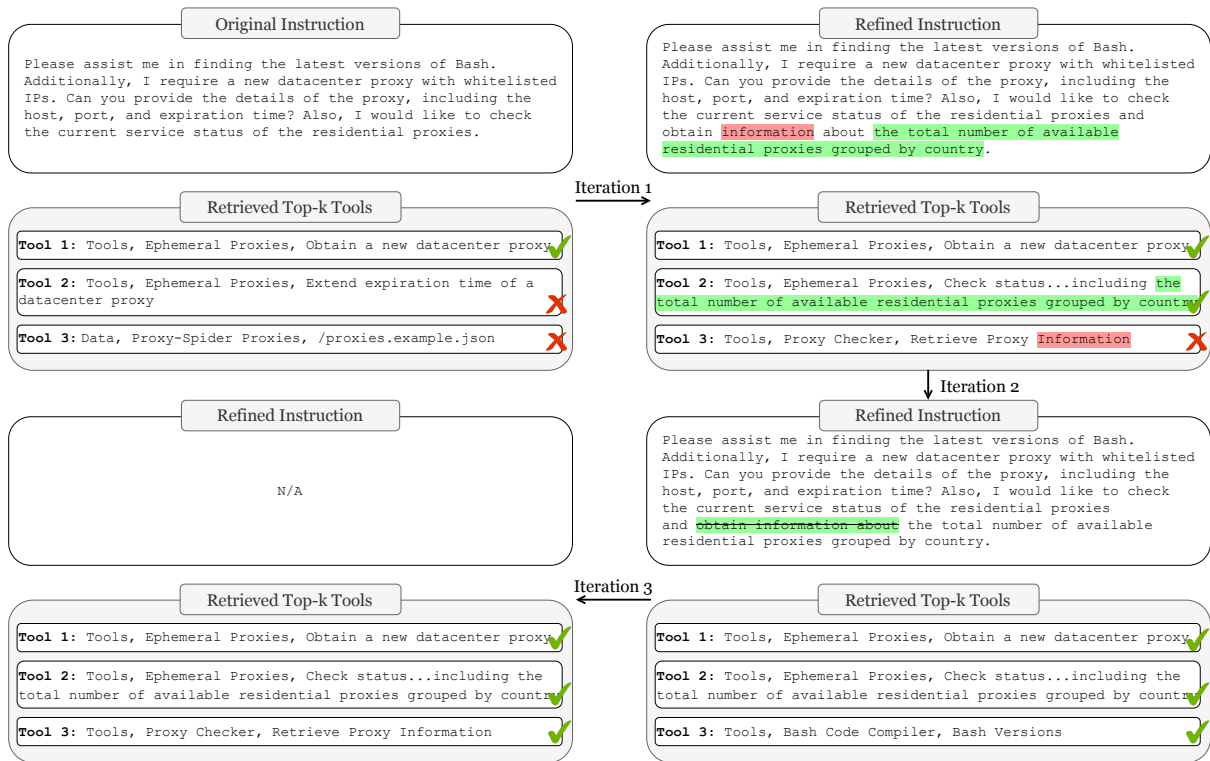 Original Instruction
Please assist me in finding the latest versions of Bash.
Additionally, I require a new datacenter proxy with whitelisted
IPs. Can you provide the details of the proxy, including the
host, port, and expiration time? Also, I would like to check
the current service status of the residential proxies.
Retrieved Top-k Tools
Tool 1: Tools, Ephemeral Proxies, Obtain a new datacenter proxy
Tool 2: Tools, Ephemeral Proxies, Extend expiration time of a
datacenter proxy
Tool 3: Data, Proxy-Spider Proxies, /proxies.example.json
Iteration 1
Refined Instruction
Please assist me in finding the latest versions of Bash.
Additionally, I require a new datacenter proxy with whitelisted
IPs. Can you provide the details of the proxy, including the
host, port, and expiration time? Also, I would like to check
the current service status of the residential proxies and
obtain information about the total number of available
residential proxies grouped by country.
Retrieved Top-k Tools
Tool 1: Tools, Ephemeral Proxies, Obtain a new datacenter proxy
Tool 2: Tools, Ephemeral Proxies, Check status...including the
total number of available residential proxies grouped by country
Tool 3: Tools, Proxy Checker, Retrieve Proxy Information
Iteration 2
Refined Instruction
Please assist me in finding the latest versions of Bash.
Additionally, I require a new datacenter proxy with whitelisted
IPs. Can you provide the details of the proxy, including the
host, port, and expiration time? Also, I would like to check
the current service status of the residential proxies
and obtain information about the total number of available
residential proxies grouped by country.
Retrieved Top-k Tools
Tool 1: Tools, Ephemeral Proxies, Obtain a new datacenter proxy
Tool 2: Tools, Ephemeral Proxies, Check status...including the
total number of available residential proxies grouped by country
Tool 3: Tools, Bash Code Compiler, Bash Versions
Iteration 3
Refined Instruction
N/A
Retrieved Top-k Tools
Tool 1: Tools, Ephemeral Proxies, Obtain a new datacenter proxy
Tool 2: Tools, Ephemeral Proxies, Check status...including the
total number of available residential proxies grouped by country
Tool 3: Tools, Proxy Checker, Retrieve Proxy Information